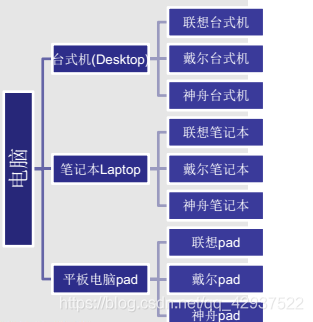 电脑
台式机(Desktop)
联想台式机
戴尔台式机
神舟台式机
笔记本Laptop
联想笔记本
戴尔笔记本
神舟笔记本
平板电脑pad
联想pad
戴尔pad
神舟pad
https://blog.csdn.net/qq_42937522